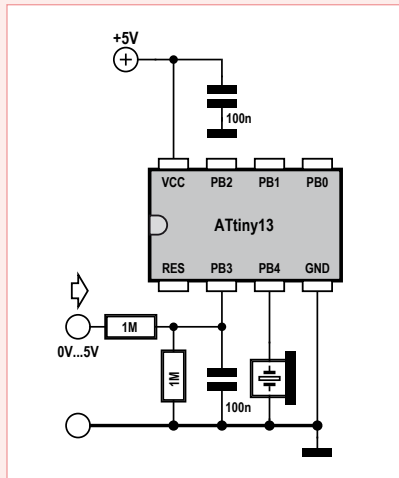 +5V
100n
VCC PB2 PB1 PB0
ATtiny13
RES PB3 PB4 GND
1M
0V...5V
1M
100n